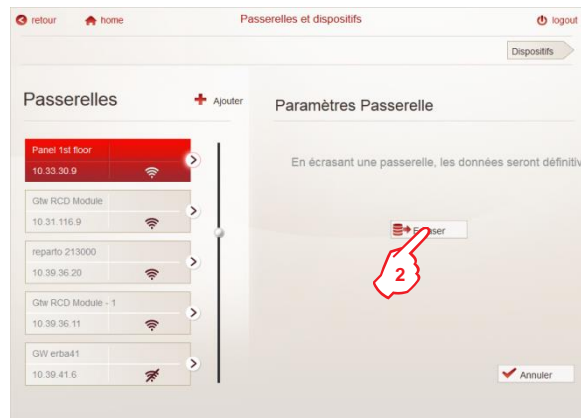 retour
home
Passerelles et dispositifs
logout
Dispositifs
Passerelles
Ajouter
Paramètres Passerelle
Panel 1st floor
10.33.30.9
En écrasant une passerelle, les données seront définitiv
Gtw RCD Module
10.31.116.9
reparto 213000
10.39.36.20
2
Gtw RCD Module - 1
10.39.36.11
GW erba41
10.39.41.6
Annuler